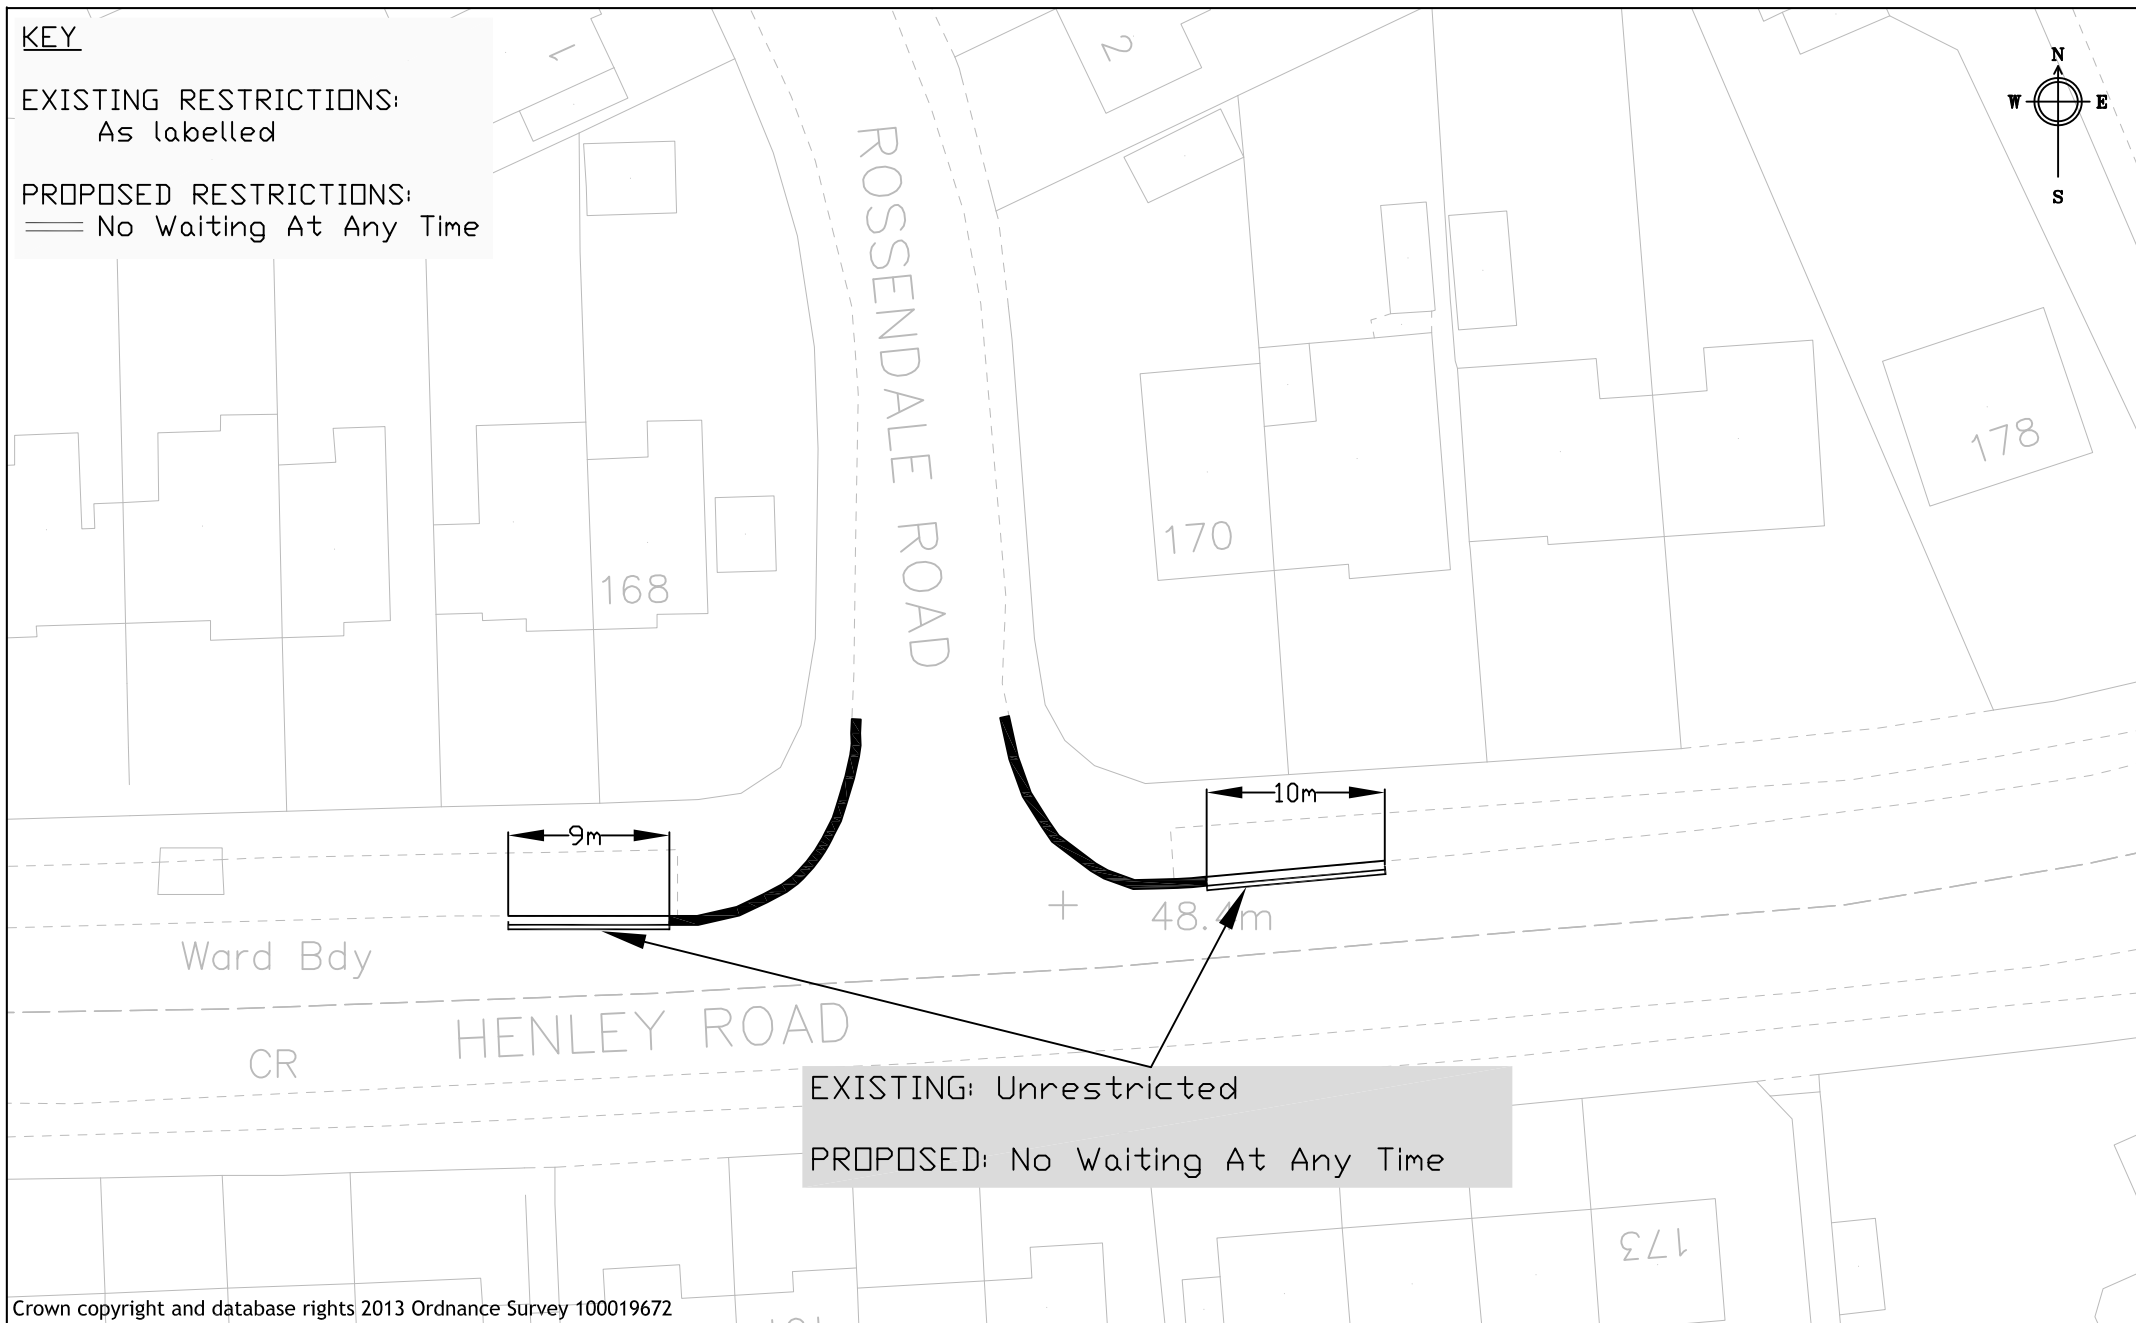 KEY
EXISTING RESTRICTIONS:
As labelled
PROPOSED RESTRICTIONS:
No Waiting At Any Time
1
2
N
W E
S
ROSSENDALE ROAD
178
170
168
10m
9m
48.4m
Ward Bdy
HENLEY ROAD
CR
EXISTING: Unrestricted
PROPOSED: No Waiting At Any Time
173
Crown copyright and database rights 2013 Ordnance Survey 100019672